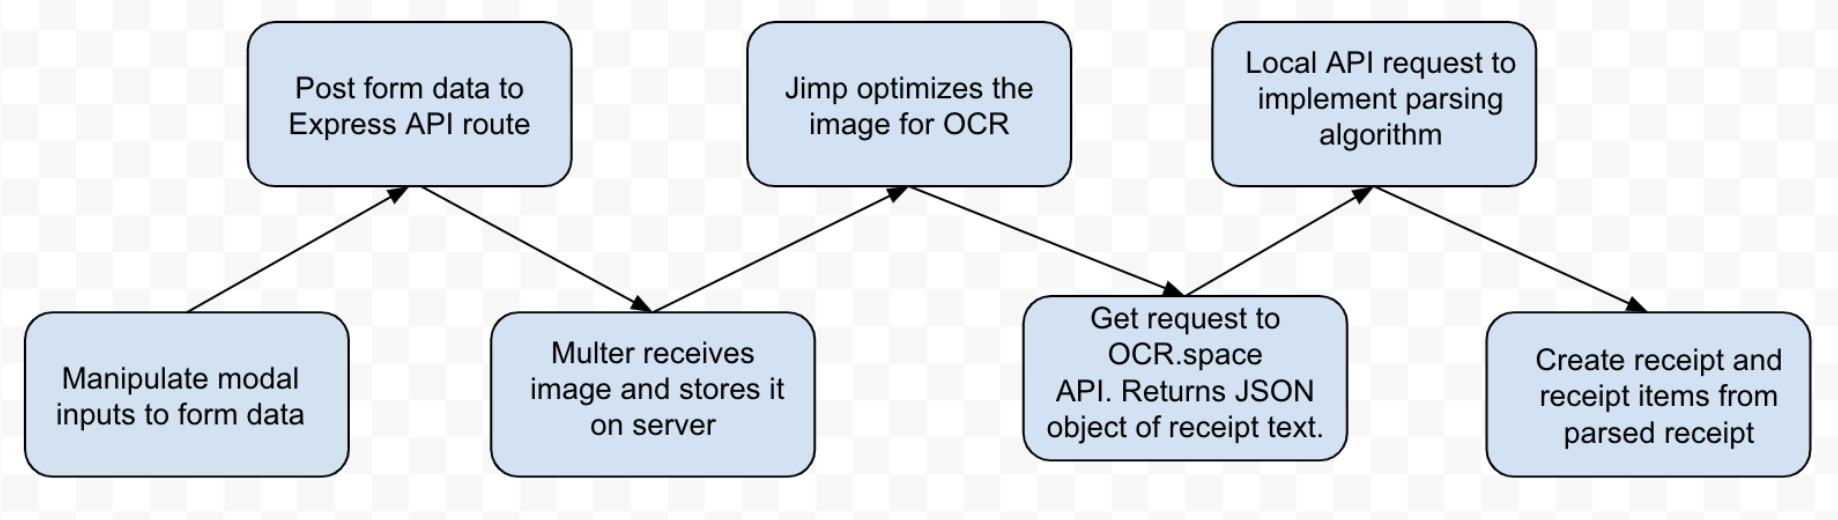 Post form data to
Express API route
Jimp optimizes the
image for OCR
Local API request to
implement parsing
algorithm
Manipulate modal
inputs to form data
Multer receives
image and stores it
on server
Get request to
OCR.space
API. Returns JSON
object of receipt text.
Create receipt and
receipt items from
parsed receipt